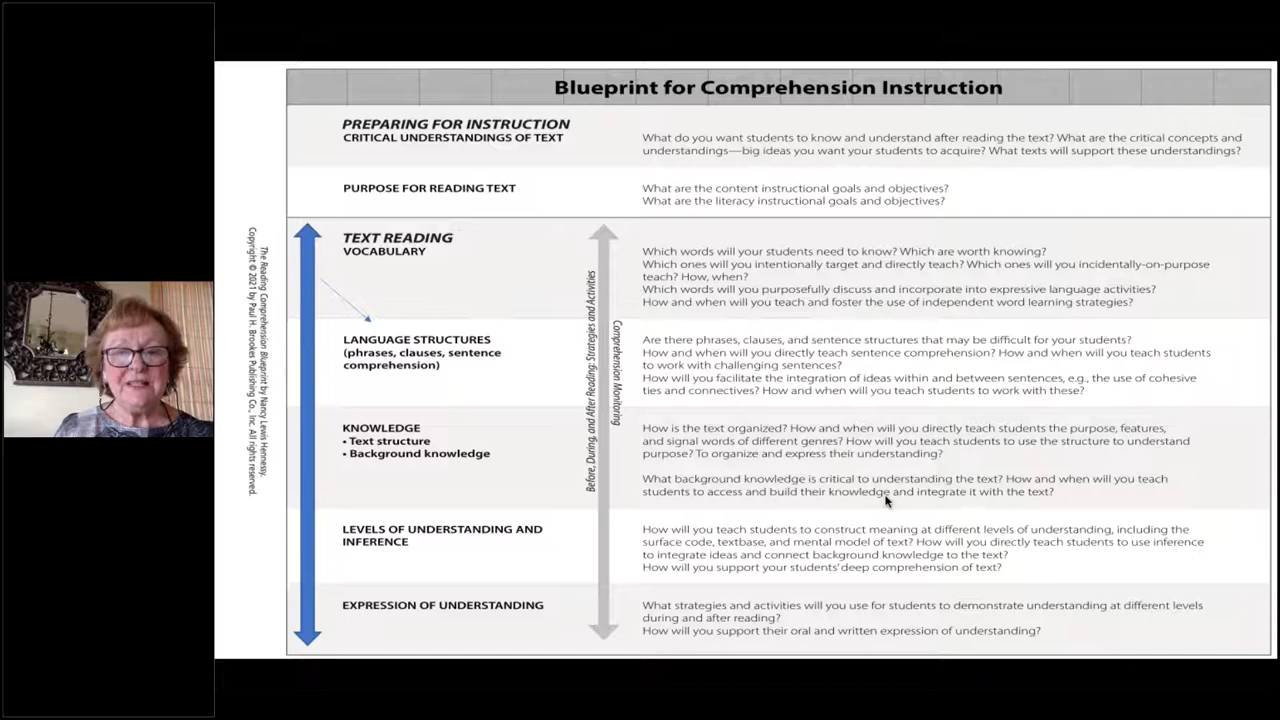 Blueprint for Comprehension Instruction
PREPARING FOR INSTRUCTION
CRITICAL UNDERSTANDINGS OF TEXT
What do you want students to know and understand after reading the text? What are the critical concepts and
understandings—big ideas you want your students to acquire? What texts will support these understandings?
PURPOSE FOR READING TEXT
What are the content instructional goals and objectives?
What are the literacy instructional goals and objectives?
TEXT READING
VOCABULARY
Which words will your students need to know? Which are worth knowing?
Which ones will you intentionally target and directly teach? Which ones will you incidentally-on-purpose
teach? How, when?
Which words will you purposefully discuss and incorporate into expressive language activities?
How and when will you teach and foster the use of independent word learning strategies?
LANGUAGE STRUCTURES
(phrases, clauses, sentence
comprehension)
Are there phrases, clauses, and sentence structures that may be difficult for your students?
How and when will you directly teach sentence comprehension? How and when will you teach students
to work with challenging sentences?
How will you facilitate the integration of ideas within and between sentences, e.g., the use of cohesive
ties and connectives? How and when will you teach students to work with these?
KNOWLEDGE
• Text structure
• Background knowledge
How is the text organized? How and when will you directly teach students the purpose, features,
and signal words of different genres? How will you teach students to use the structure to understand
purpose? To organize and express their understanding?
What background knowledge is critical to understanding the text? How and when will you teach
students to access and build their knowledge and integrate it with the text?
LEVELS OF UNDERSTANDING AND
INFERENCE
How will you teach students to construct meaning at different levels of understanding, including the
surface code, textbase, and mental model of text? How will you directly teach students to use inference
to integrate ideas and connect background knowledge to the text?
How will you support your students' deep comprehension of text?
EXPRESSION OF UNDERSTANDING
What strategies and activities will you use for students to demonstrate understanding at different levels
during and after reading?
How will you support their oral and written expression of understanding?
Before, During, and After Reading: Strategies and Activities
Comprehension Monitoring
The Reading Comprehension Blueprint by Nancy Lewis Hennessy.
Copyright © 2021 by Paul H. Brookes Publishing Co., Inc. All rights reserved.